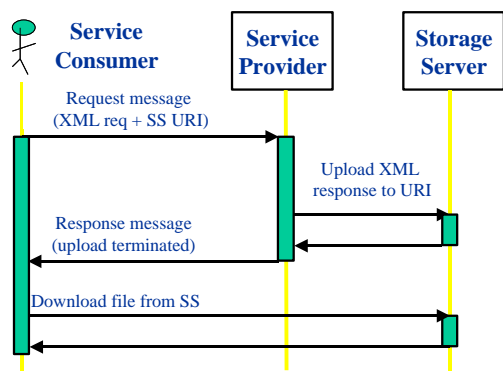 Service
Consumer
Service
Provider
Storage
Server
Request message
(XML req + SS URI)
Upload XML
response to URI
Response message
(upload terminated)
Download file from SS